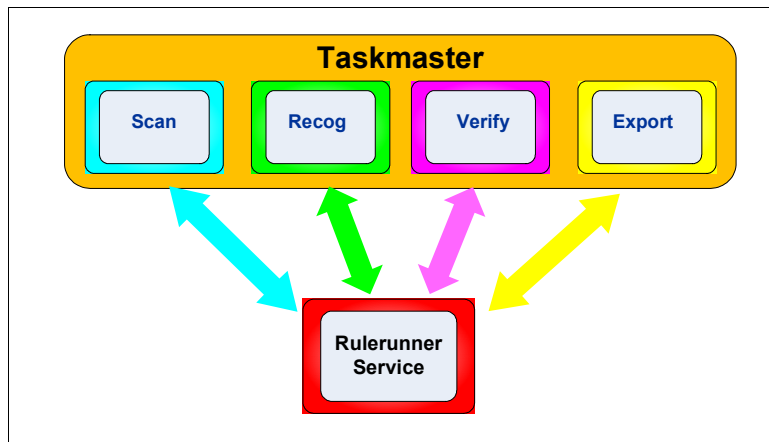 Taskmaster
Scan
Recog
Verify
Export
Rulerunner
Service